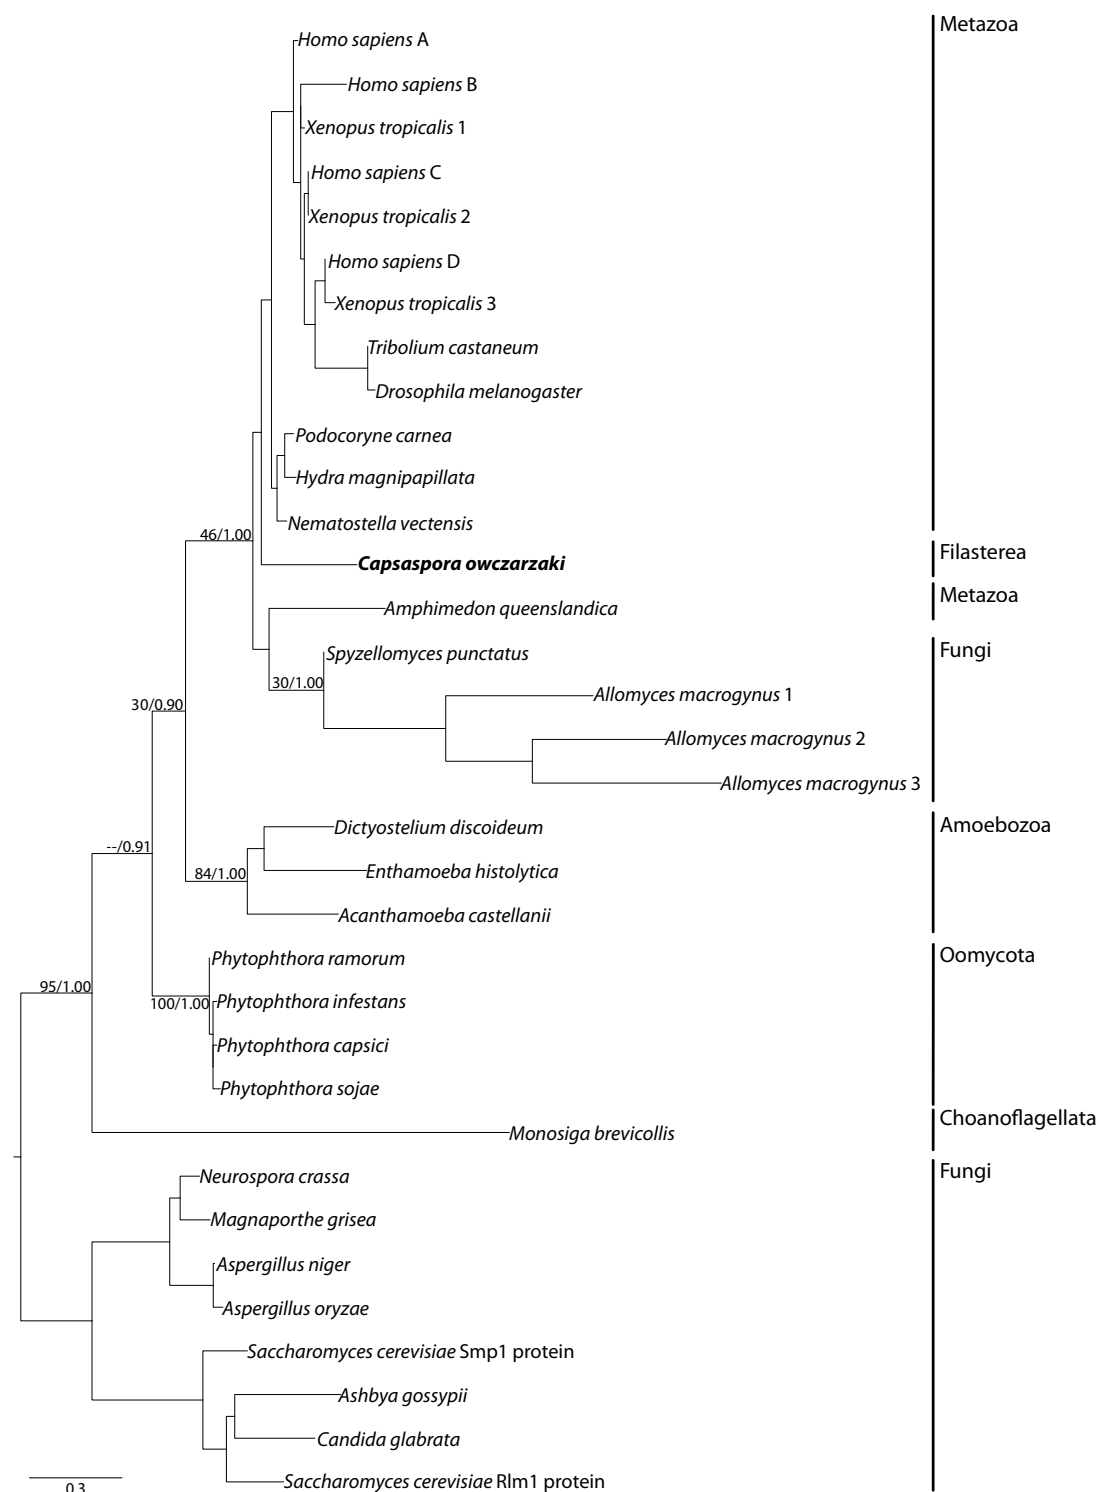 Metazoa
Homo sapiens A
Homo sapiens B
Xenopus tropicalis 1
Homo sapiens C
Xenopus tropicalis 2
Homo sapiens D
Xenopus tropicalis 3
Tribolium castaneum
Drosophila melanogaster
Podocoryne carnea
Hydra magnipapillata
Nematostella vectensis
46/1.00
Filasterea
Capsaspora owczarzaki
Metazoa
Amphimedon queenslandica
Fungi
Spyzellomyces punctatus
30/1.00
Allomyces macrogynus 1
30/0.90
Allomyces macrogynus 2
Allomyces macrogynus 3
Amoebozoa
Dictyostelium discoideum
--/0.91
Enthamoeba histolytica
84/1.00
Acanthamoeba castellanii
Oomycota
Phytophthora ramorum
95/1.00
100/1.00
Phytophthora infestans
Phytophthora capsici
Phytophthora sojae
Choanoflagellata
Monosiga brevicollis
Fungi
Neurospora crassa
Magnaporthe grisea
Aspergillus niger
Aspergillus oryzae
Saccharomyces cerevisiae Smp1 protein
Ashbya gossypii
Candida glabrata
Saccharomyces cerevisiae Rlm1 protein
0.3